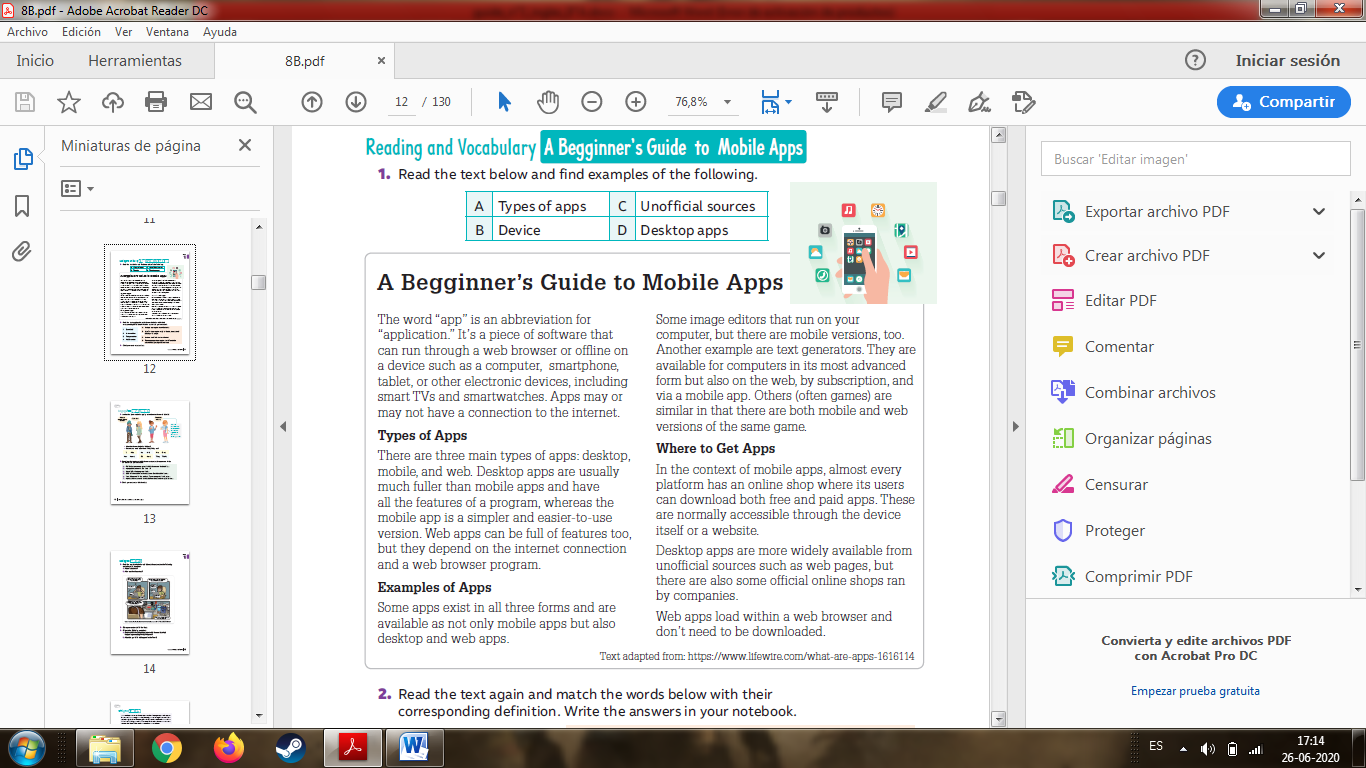 8B.pdf - Adobe Acrobat Reader DC
Archivo Edición Ver Ventana Ayuda
Inicio Herramientas 8B.pdf × Iniciar sesión
12 / 130 76,8% Compartir
Miniaturas de página
11
12
13
14
Reading and Vocabulary A Begginner's Guide to Mobile Apps
1. Read the text below and find examples of the following.
A Types of apps C Unofficial sources
B Device D Desktop apps
A Begginner's Guide to Mobile Apps
The word “app” is an abbreviation for
“application.” It's a piece of software that
can run through a web browser or offline on
a device such as a computer, smartphone,
tablet, or other electronic devices, including
smart TVs and smartwatches. Apps may or
may not have a connection to the internet.
Types of Apps
There are three main types of apps: desktop,
mobile, and web. Desktop apps are usually
much fuller than mobile apps and have
all the features of a program, whereas the
mobile app is a simpler and easier-to-use
version. Web apps can be full of features too,
but they depend on the internet connection
and a web browser program.
Examples of Apps
Some apps exist in all three forms and are
available as not only mobile apps but also
desktop and web apps.
Some image editors that run on your
computer, but there are mobile versions, too.
Another example are text generators. They are
available for computers in its most advanced
form but also on the web, by subscription, and
via a mobile app. Others (often games) are
similar in that there are both mobile and web
versions of the same game.
Where to Get Apps
In the context of mobile apps, almost every
platform has an online shop where its users
can download both free and paid apps. These
are normally accessible through the device
itself or a website.
Desktop apps are more widely available from
unofficial sources such as web pages, but
there are also some official online shops ran
by companies.
Web apps load within a web browser and
don't need to be downloaded.
Text adapted from: https://www.lifewire.com/what-are-apps-1616114
2. Read the text again and match the words below with their
corresponding definition. Write the answers in your notebook.
Buscar 'Editar imagen'
Exportar archivo PDF
Crear archivo PDF
Editar PDF
Comentar
Combinar archivos
Organizar páginas
Censurar
Proteger
Comprimir PDF
Convierta y edite archivos PDF
con Acrobat Pro DC
Empezar prueba gratuita
ES
17:14
26-06-2020